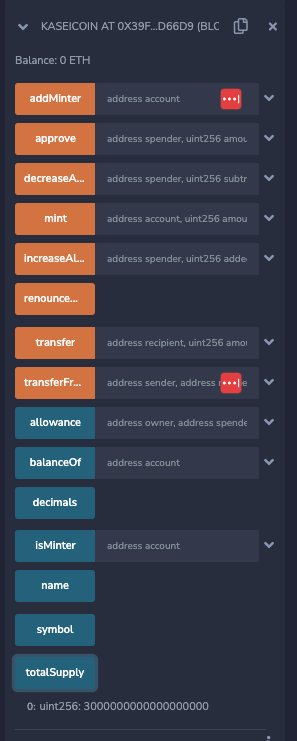 KASEICOIN AT 0X39F...D66D9 (BLC
Balance: 0 ETH
addMinter address account
approve address spender, uint256 amou
decreaseA... address spender, uint256 subtr
mint address account, uint256 amou
increaseAl... address spender, uint256 adde
renounce...
transfer address recipient, uint256 amou
transferFr... address sender, address
allowance address owner, address spende
balanceOf address account
decimals
isMinter address account
name
symbol
totalSupply
0: uint256: 3000000000000000000